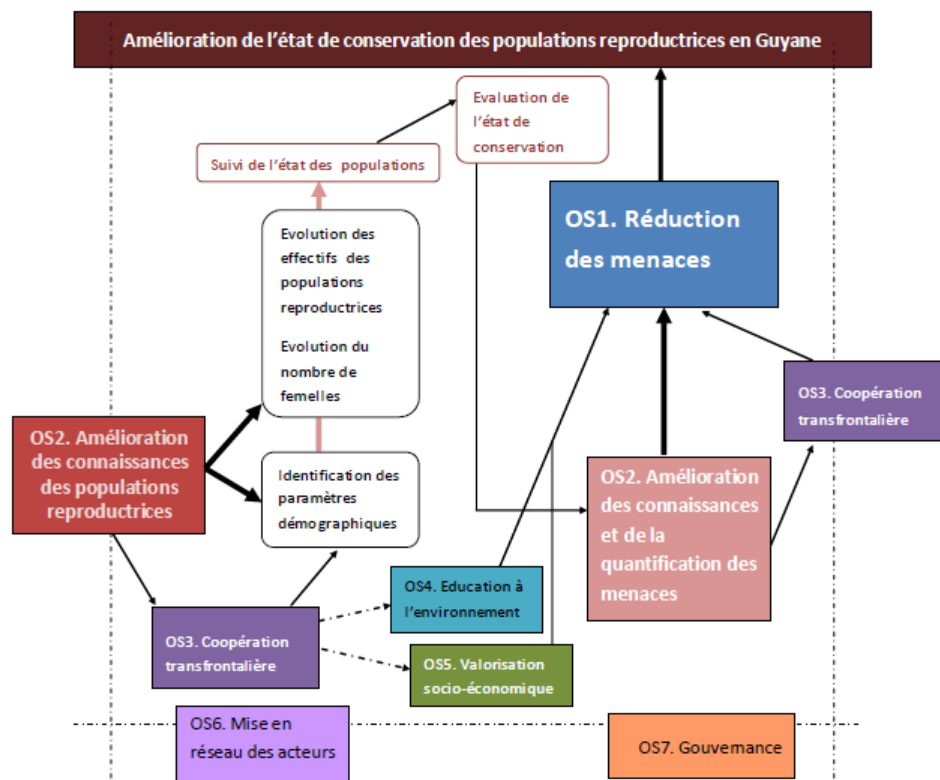 Amélioration de l'état de conservation des populations reproductrices en Guyane
Evaluation de
l'état de
conservation
Suivi de l'état des populations
OS1. Réduction
des menaces
Evolution des
effectifs des
populations
reproductrices
Evolution du
nombre de
femelles
OS3. Coopération
transfrontalière
OS2. Amélioration
des connaissances
des populations
reproductrices
Identification des
paramètres
démographiques
OS2. Amélioration
des connaissances
et de la
quantification des
menaces
OS4. Education à
l'environnement
OS3. Coopération
transfrontalière
OS5. Valorisation
socio-économique
OS6. Mise en
réseau des acteurs
OS7. Gouvernance